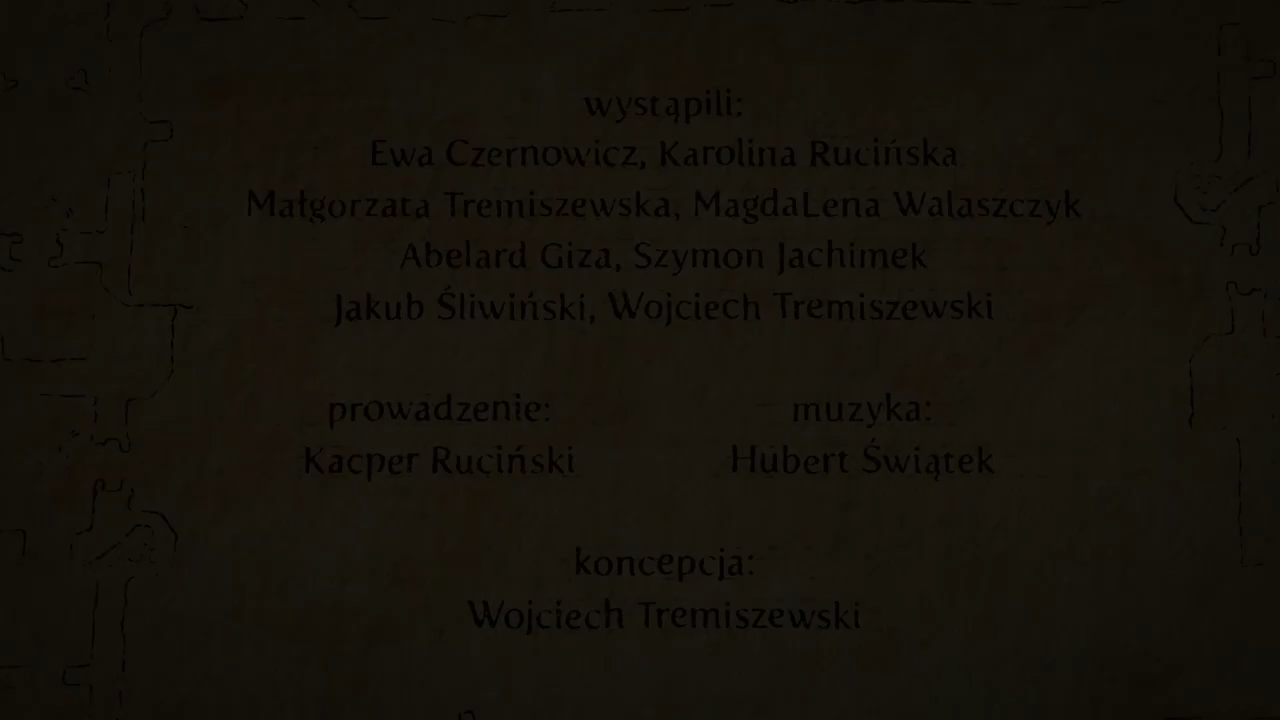 wystąpili:
Ewa Czernowicz, Karolina Rucińska
Małgorzata Tremiszewska, MagdaLena Walaszczyk
Abelard Giza, Szymon Jachimek
Jakub Śliwiński, Wojciech Tremiszewski
prowadzenie:
Kacper Ruciński
muzyka:
Hubert Świątek
koncepcja:
Wojciech Tremiszewski